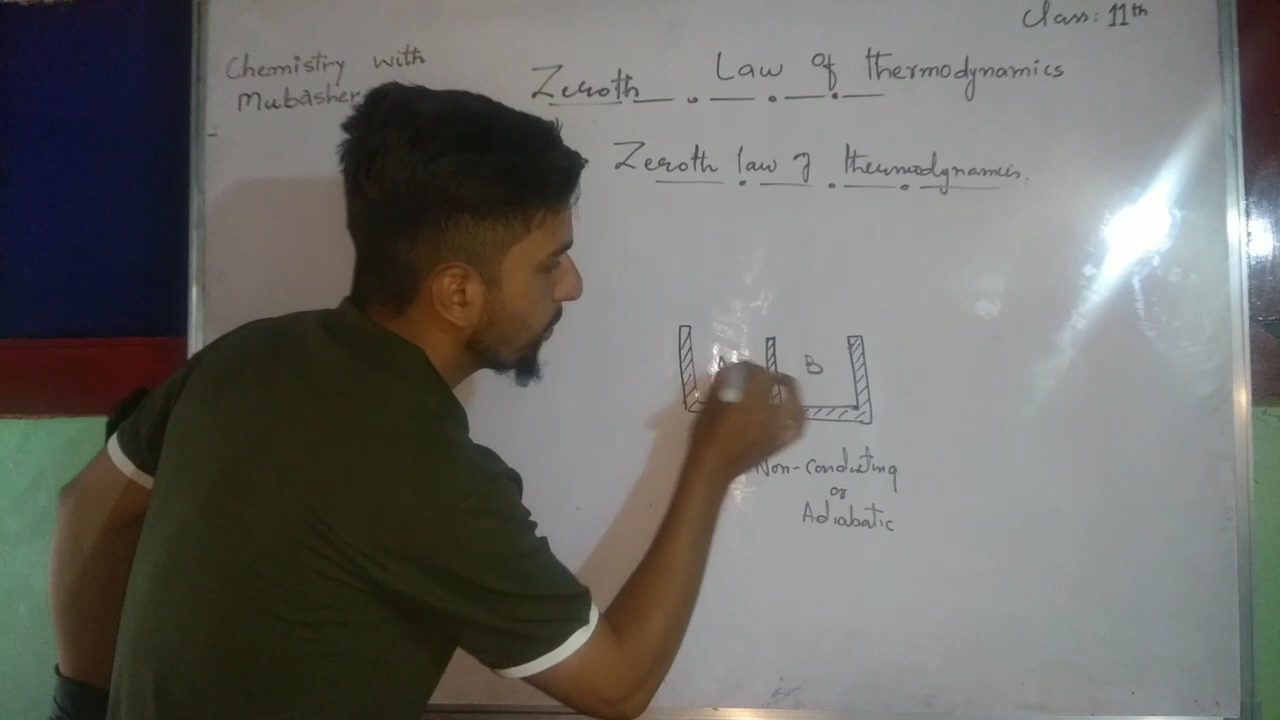 Class: 11th
Chemistry with
Mubasher
Zeroth Law of thermodynamics
Zeroth law of thermodynamics.
A B
Non-conducting
or
Adiabatic